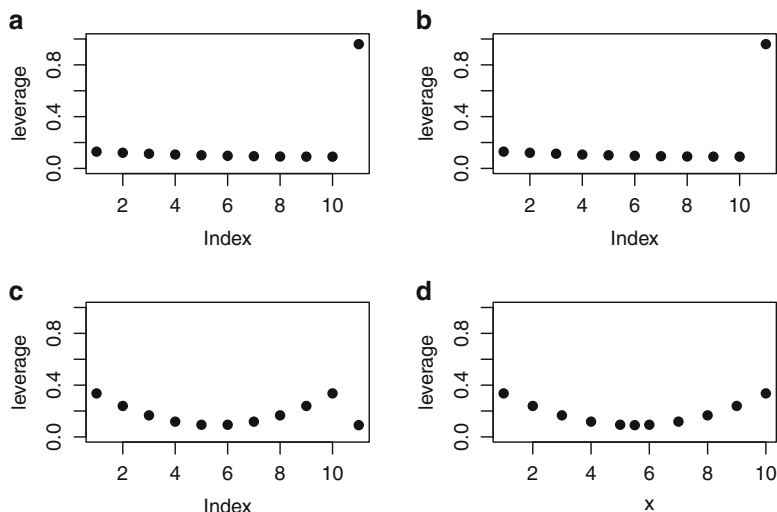 a
b
leverage
0.0 0.4 0.8
2 4 6 8 10
Index
leverage
0.0 0.4 0.8
2 4 6 8 10
Index
c
d
leverage
0.0 0.4 0.8
2 4 6 8 10
Index
leverage
0.0 0.4 0.8
2 4 6 8 10
x